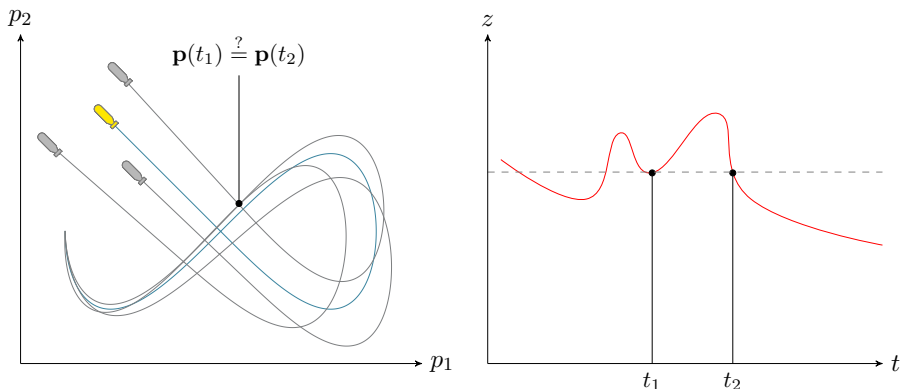 p₂
p(t₁) ≟ p(t₂)
p₁
z
t₁
t₂
t